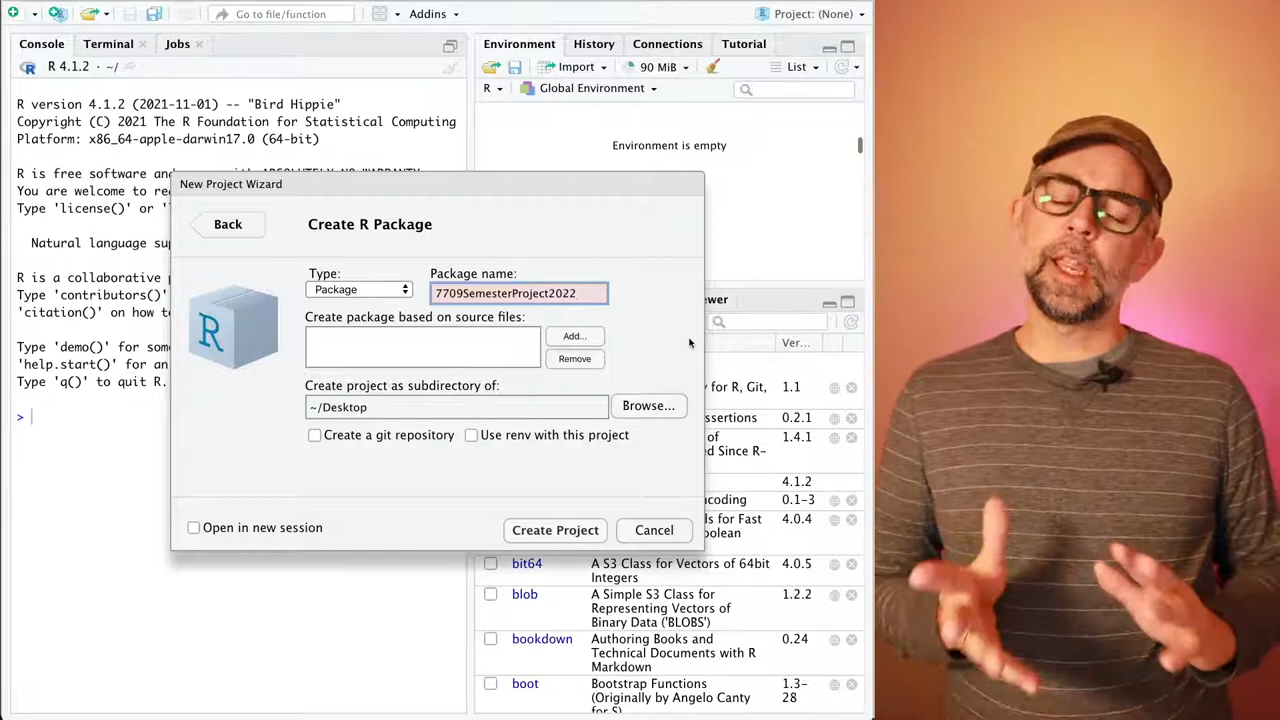 Go to file/function
Addins
Project: (None)
Console
Terminal
Jobs
R 4.1.2 · ~/
R version 4.1.2 (2021-11-01) -- "Bird Hippie"
Copyright (C) 2021 The R Foundation for Statistical Computing
Platform: x86_64-apple-darwin17.0 (64-bit)
R is free software and
You are welcome to
Type 'license()' or
Natural language
R is a collaborative
Type 'contributors()'
'citation()' on how
Type 'demo()' for
'help.start()' for an
Type 'q()' to quit R.
>
Environment
History
Connections
Tutorial
Import
90 MiB
List
R
Global Environment
Environment is empty
New Project Wizard
Back
Create R Package
Type:
Package name:
Package
7709SemesterProject2022
Create package based on source files:
Add...
Remove
Create project as subdirectory of:
~/Desktop
Browse...
Create a git repository
Use renv with this project
Open in new session
Create Project
Cancel
R
Ver...
for R, Git,
1.1
0.2.1
of
1.4.1
Since R-
4.1.2
0.1-3
for Fast
4.0.4
bit64
A S3 Class for Vectors of 64bit
Integers
4.0.5
blob
A Simple S3 Class for
Representing Vectors of
Binary Data ('BLOBS')
1.2.2
bookdown
Authoring Books and
Technical Documents with R
Markdown
0.24
boot
Bootstrap Functions
(Originally by Angelo Canty
for S)
1.3-
28